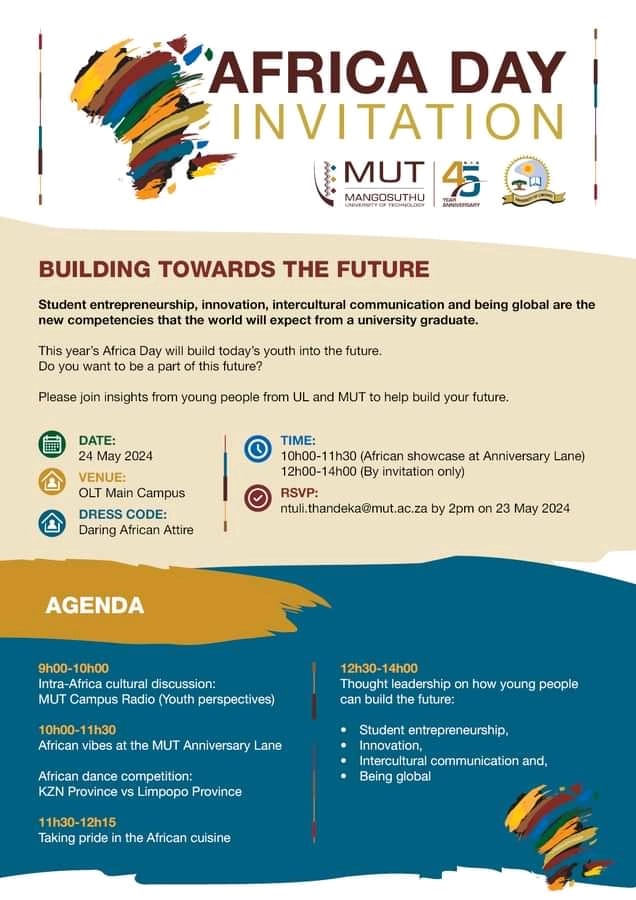 AFRICA DAY
INVITATION
MUT
MANGOSUTHU
UNIVERSITY OF TECHNOLOGY
45
YEAR
ANNIVERSARY
UNIVERSITY OF LIMPOPO
BUILDING TOWARDS THE FUTURE
Student entrepreneurship, innovation, intercultural communication and being global are the
new competencies that the world will expect from a university graduate.
This year's Africa Day will build today's youth into the future.
Do you want to be a part of this future?
Please join insights from young people from UL and MUT to help build your future.
DATE:
24 May 2024
VENUE:
OLT Main Campus
DRESS CODE:
Daring African Attire
TIME:
10h00-11h30 (African showcase at Anniversary Lane)
12h00-14h00 (By invitation only)
RSVP:
ntuli.thandeka@mut.ac.za by 2pm on 23 May 2024
AGENDA
9h00-10h00
Intra-Africa cultural discussion:
MUT Campus Radio (Youth perspectives)
10h00-11h30
African vibes at the MUT Anniversary Lane
African dance competition:
KZN Province vs Limpopo Province
11h30-12h15
Taking pride in the African cuisine
12h30-14h00
Thought leadership on how young people
can build the future:
• Student entrepreneurship,
• Innovation,
• Intercultural communication and,
• Being global